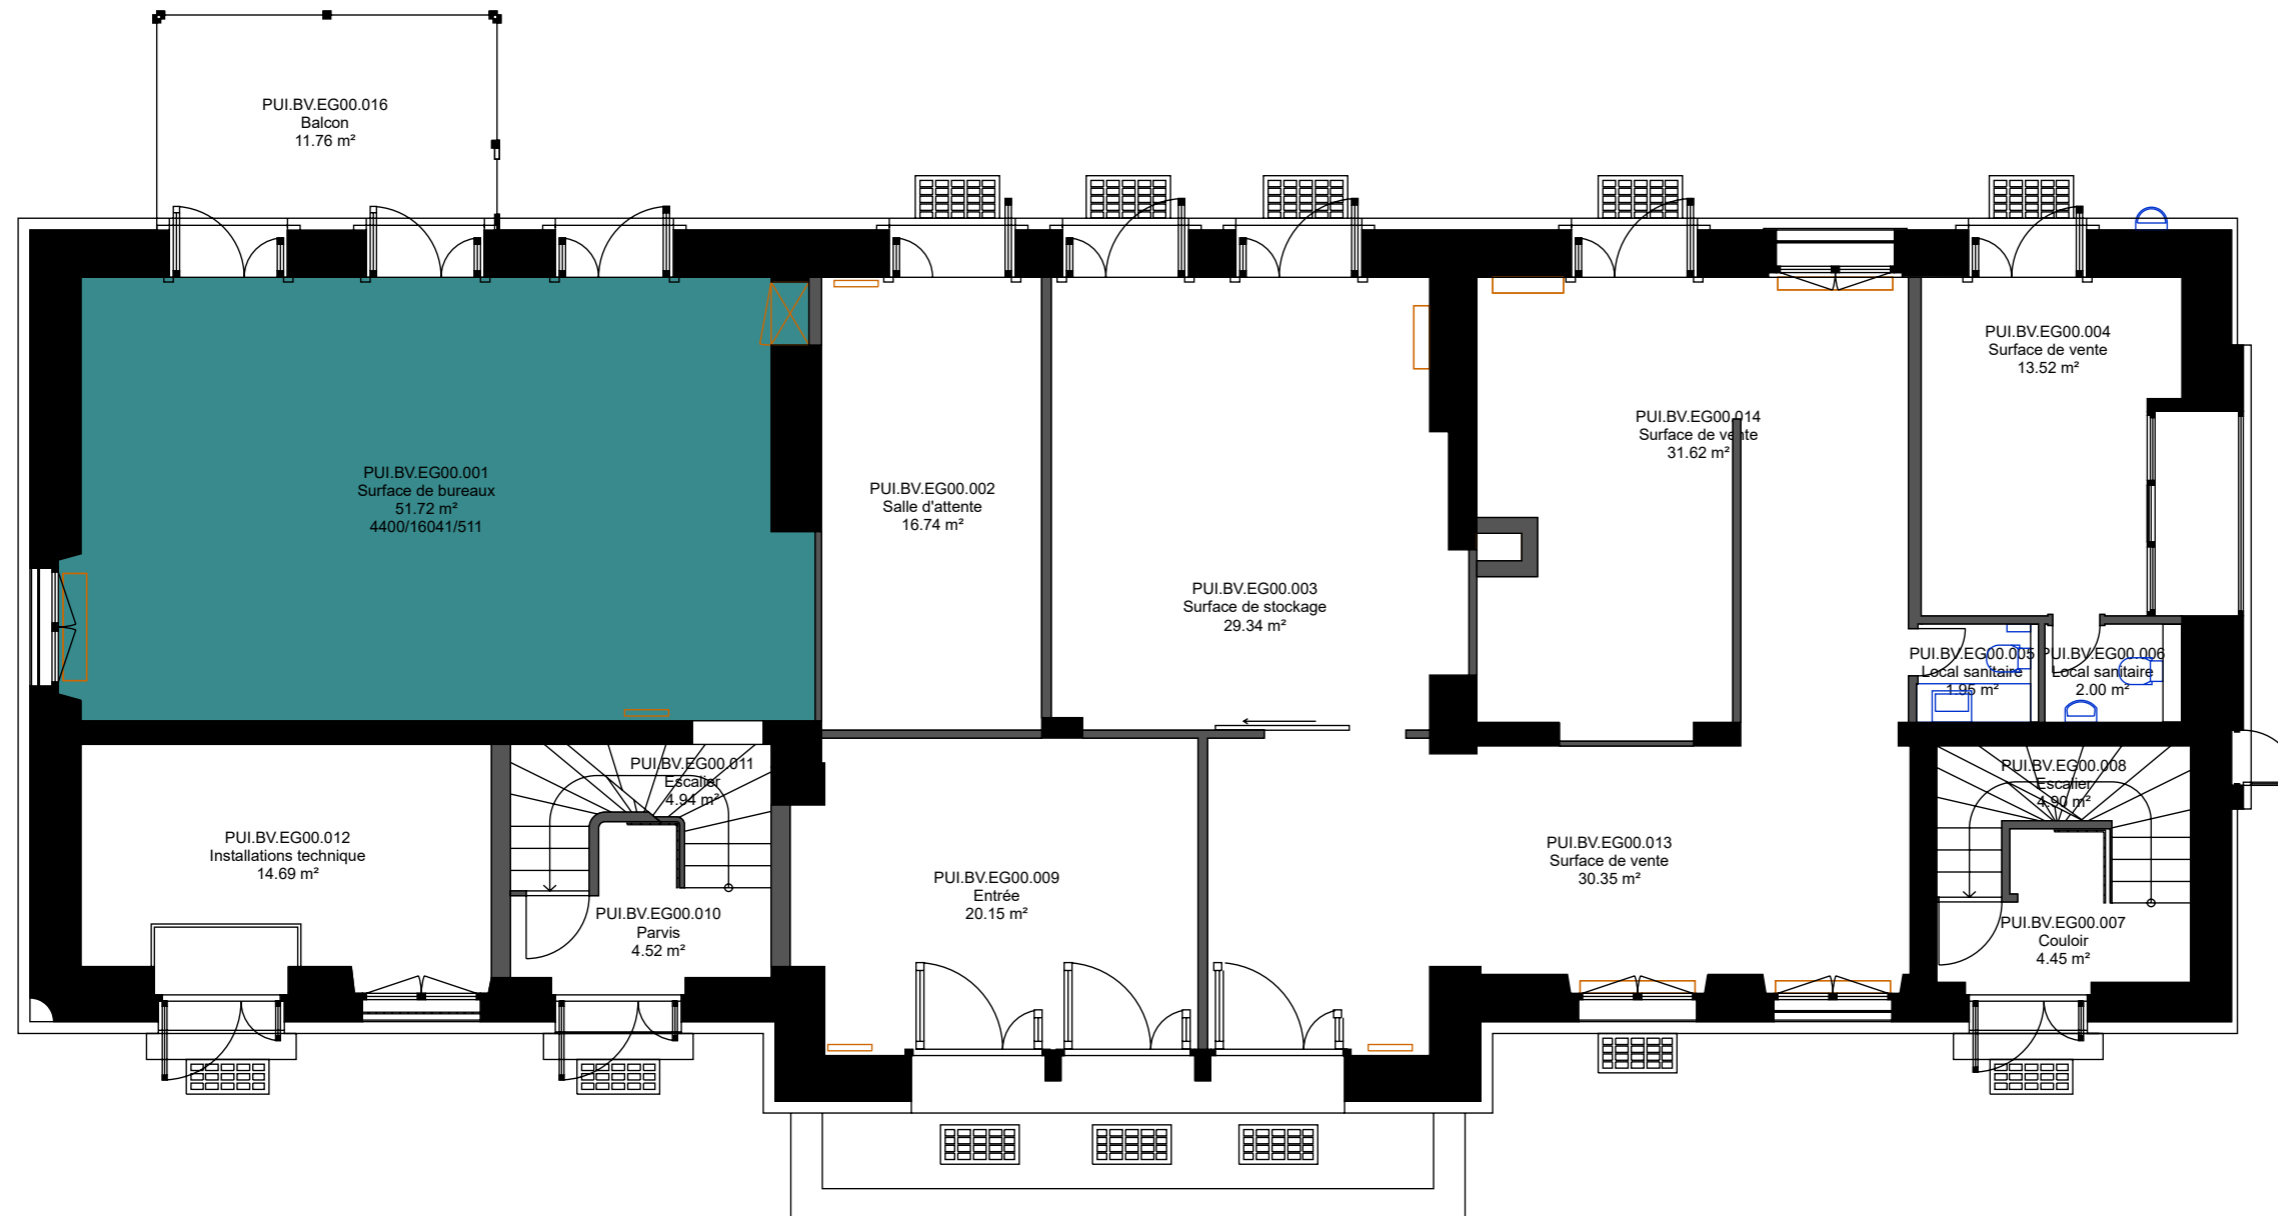 PUI.BV.EG00.016
Balcon
11.76 m²
PUI.BV.EG00.001
Surface de bureaux
51.72 m²
4400/16041/511
PUI.BV.EG00.002
Salle d'attente
16.74 m²
PUI.BV.EG00.003
Surface de stockage
29.34 m²
PUI.BV.EG00.014
Surface de vente
31.62 m²
PUI.BV.EG00.004
Surface de vente
13.52 m²
PUI.BV.EG00.005
Local sanitaire
1.95 m²
PUI.BV.EG00.006
Local sanitaire
2.00 m²
PUI.BV.EG00.011
Escalier
4.94 m²
PUI.BV.EG00.008
Escalier
4.90 m²
PUI.BV.EG00.012
Installations technique
14.69 m²
PUI.BV.EG00.010
Parvis
4.52 m²
PUI.BV.EG00.009
Entrée
20.15 m²
PUI.BV.EG00.013
Surface de vente
30.35 m²
PUI.BV.EG00.007
Couloir
4.45 m²